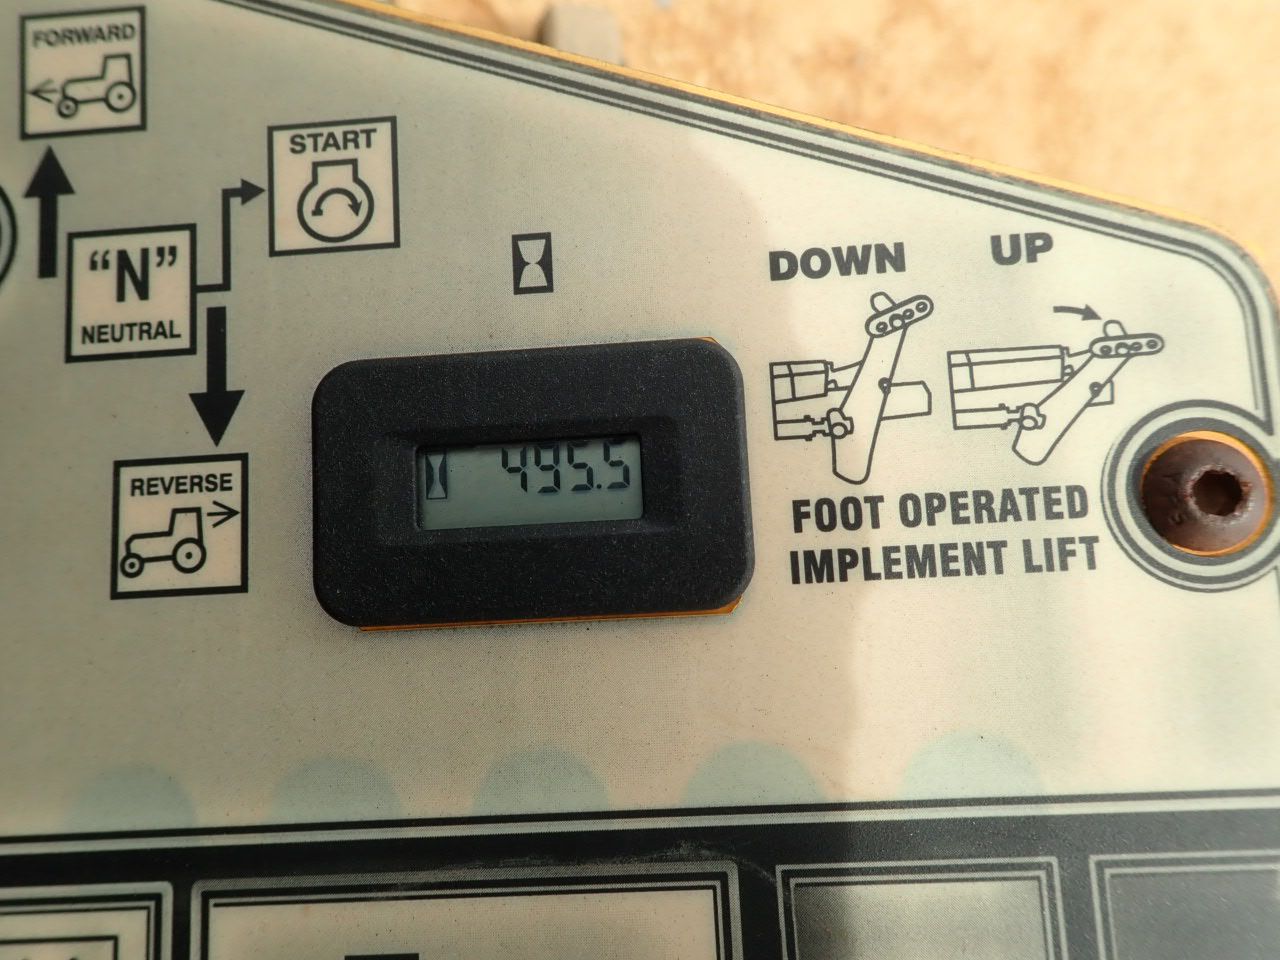 FORWARD
START
"N"
NEUTRAL
REVERSE
495.5
DOWN
UP
FOOT OPERATED
IMPLEMENT LIFT